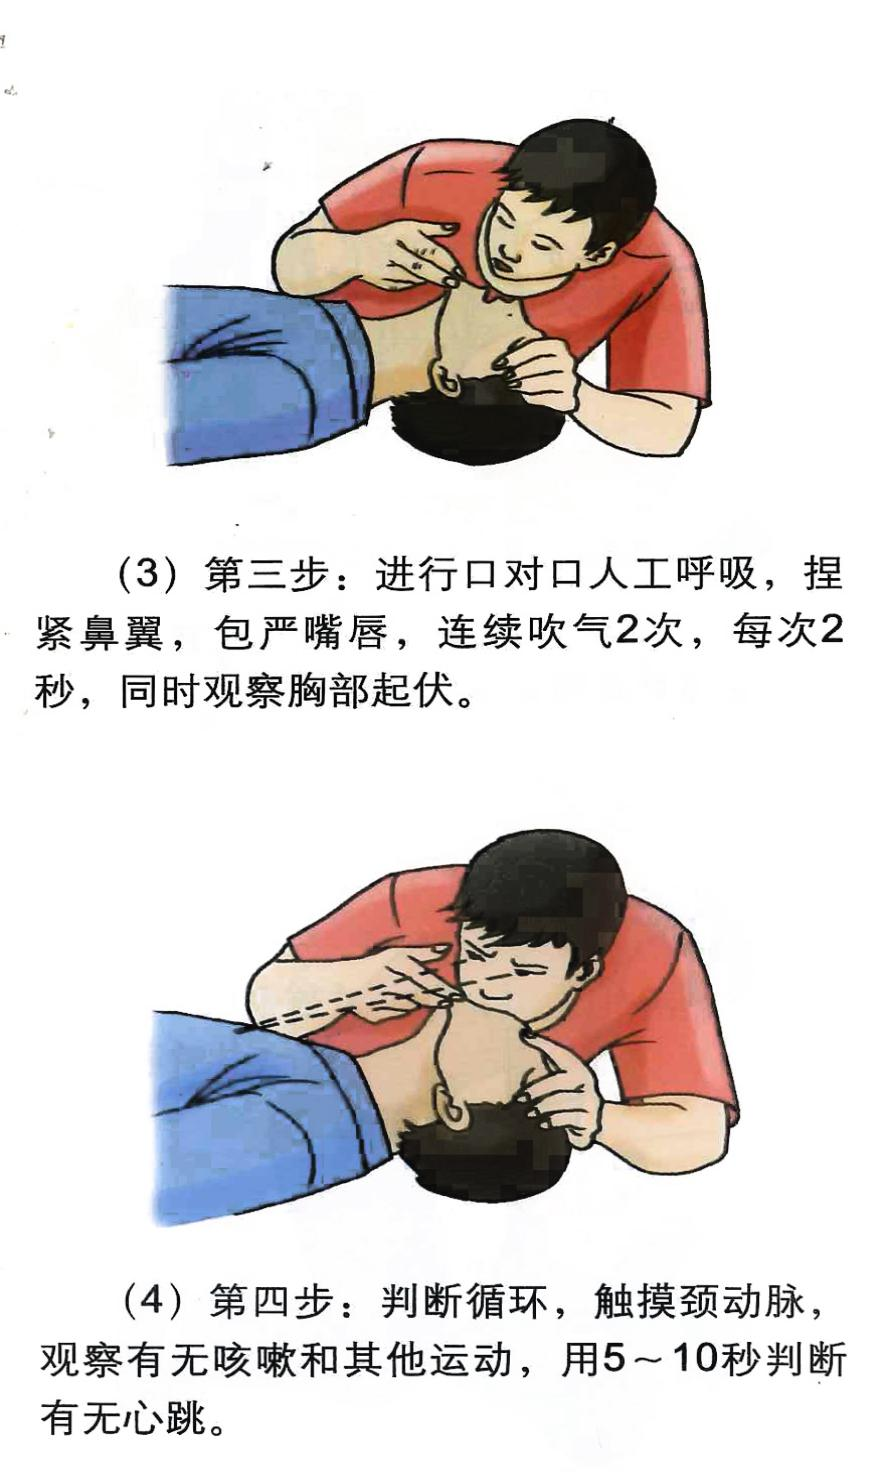 （3）第三步：进行口对口人工呼吸，捏
紧鼻翼，包严嘴唇，连续吹气2次，每次2
秒，同时观察胸部起伏。
（4）第四步：判断循环，触摸颈动脉，
观察有无咳嗽和其他运动，用5～10秒判断
有无心跳。